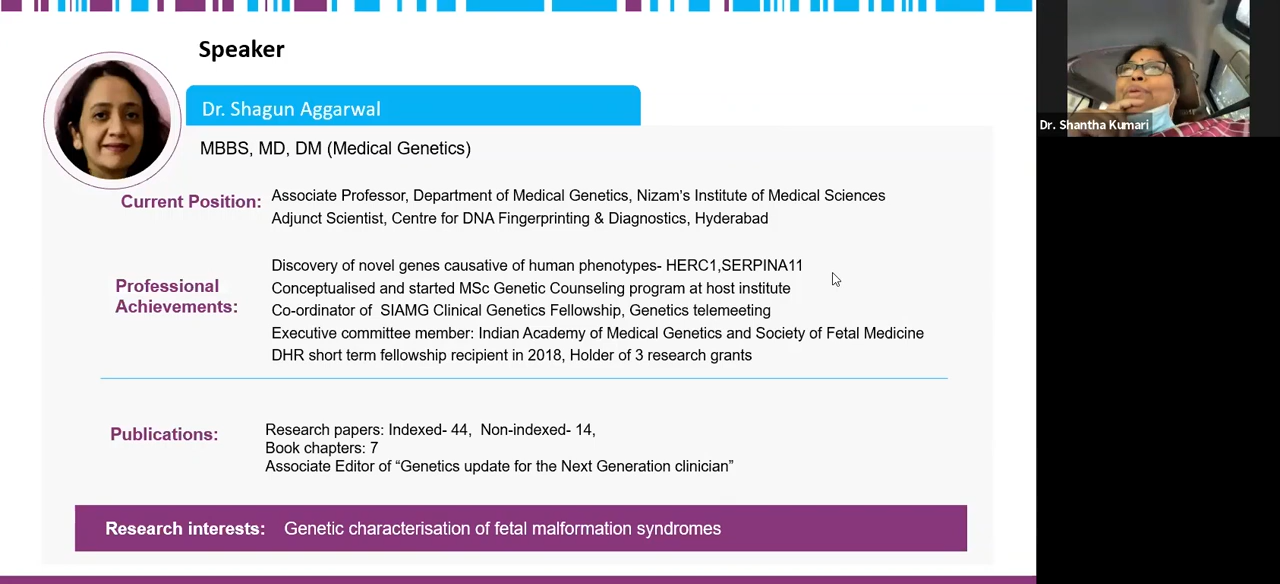 Speaker
Dr. Shagun Aggarwal
MBBS, MD, DM (Medical Genetics)
Current Position:
Associate Professor, Department of Medical Genetics, Nizam's Institute of Medical Sciences
Adjunct Scientist, Centre for DNA Fingerprinting & Diagnostics, Hyderabad
Professional
Achievements:
Discovery of novel genes causative of human phenotypes- HERC1,SERPINA11
Conceptualised and started MSc Genetic Counseling program at host institute
Co-ordinator of SIAMG Clinical Genetics Fellowship, Genetics telemeeting
Executive committee member: Indian Academy of Medical Genetics and Society of Fetal Medicine
DHR short term fellowship recipient in 2018, Holder of 3 research grants
Publications:
Research papers: Indexed- 44, Non-indexed- 14,
Book chapters: 7
Associate Editor of “Genetics update for the Next Generation clinician”
Research interests: Genetic characterisation of fetal malformation syndromes
Dr. Shantha Kumari